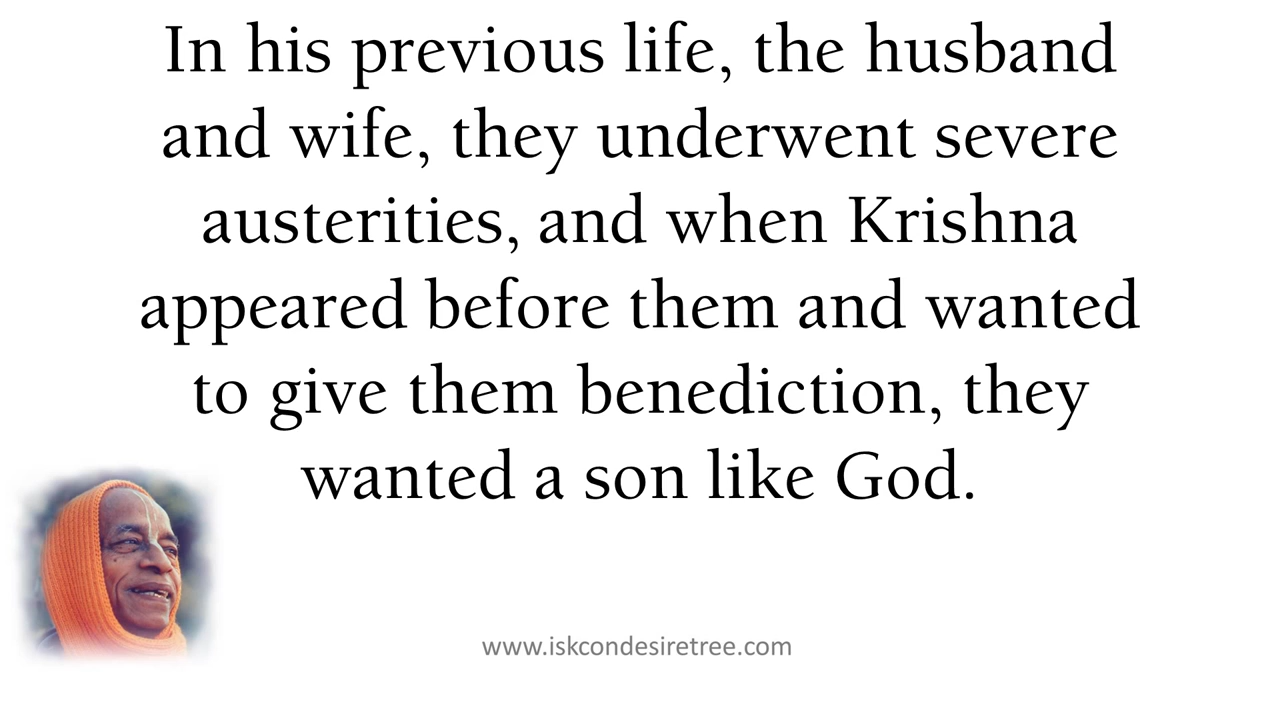 In his previous life, the husband
and wife, they underwent severe
austerities, and when Krishna
appeared before them and wanted
to give them benediction, they
wanted a son like God.
www.iskcondesiretree.com